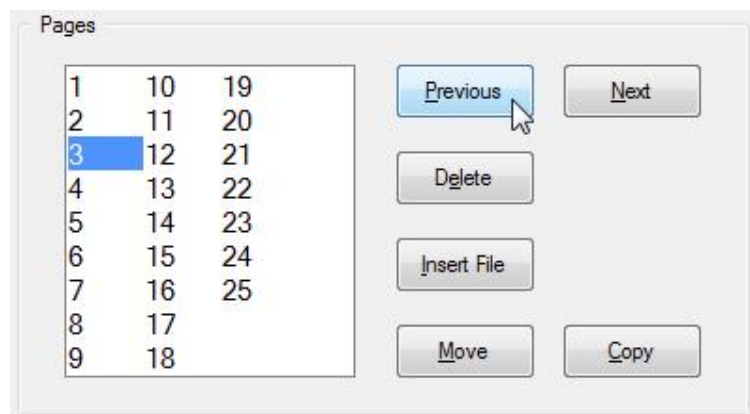 Pages
1 10 19 Previous Next
2 11 20
3 12 21
4 13 22 Delete
5 14 23
6 15 24 Insert File
7 16 25
8 17
9 18 Move Copy